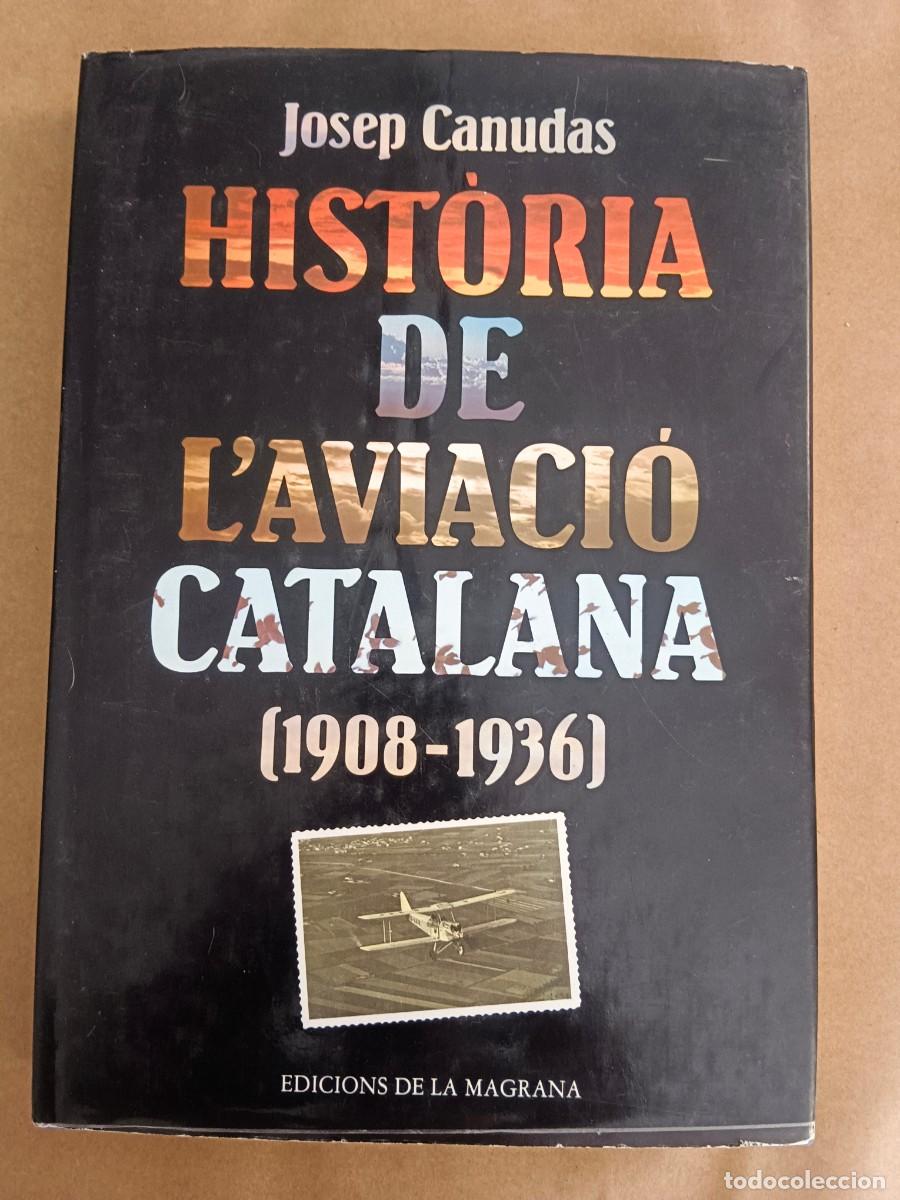 Josep Canudas
HISTÒRIA
DE
L'AVIACIÓ
CATALANA
(1908-1936)
EDICIONS DE LA MAGRANA
todocoleccion